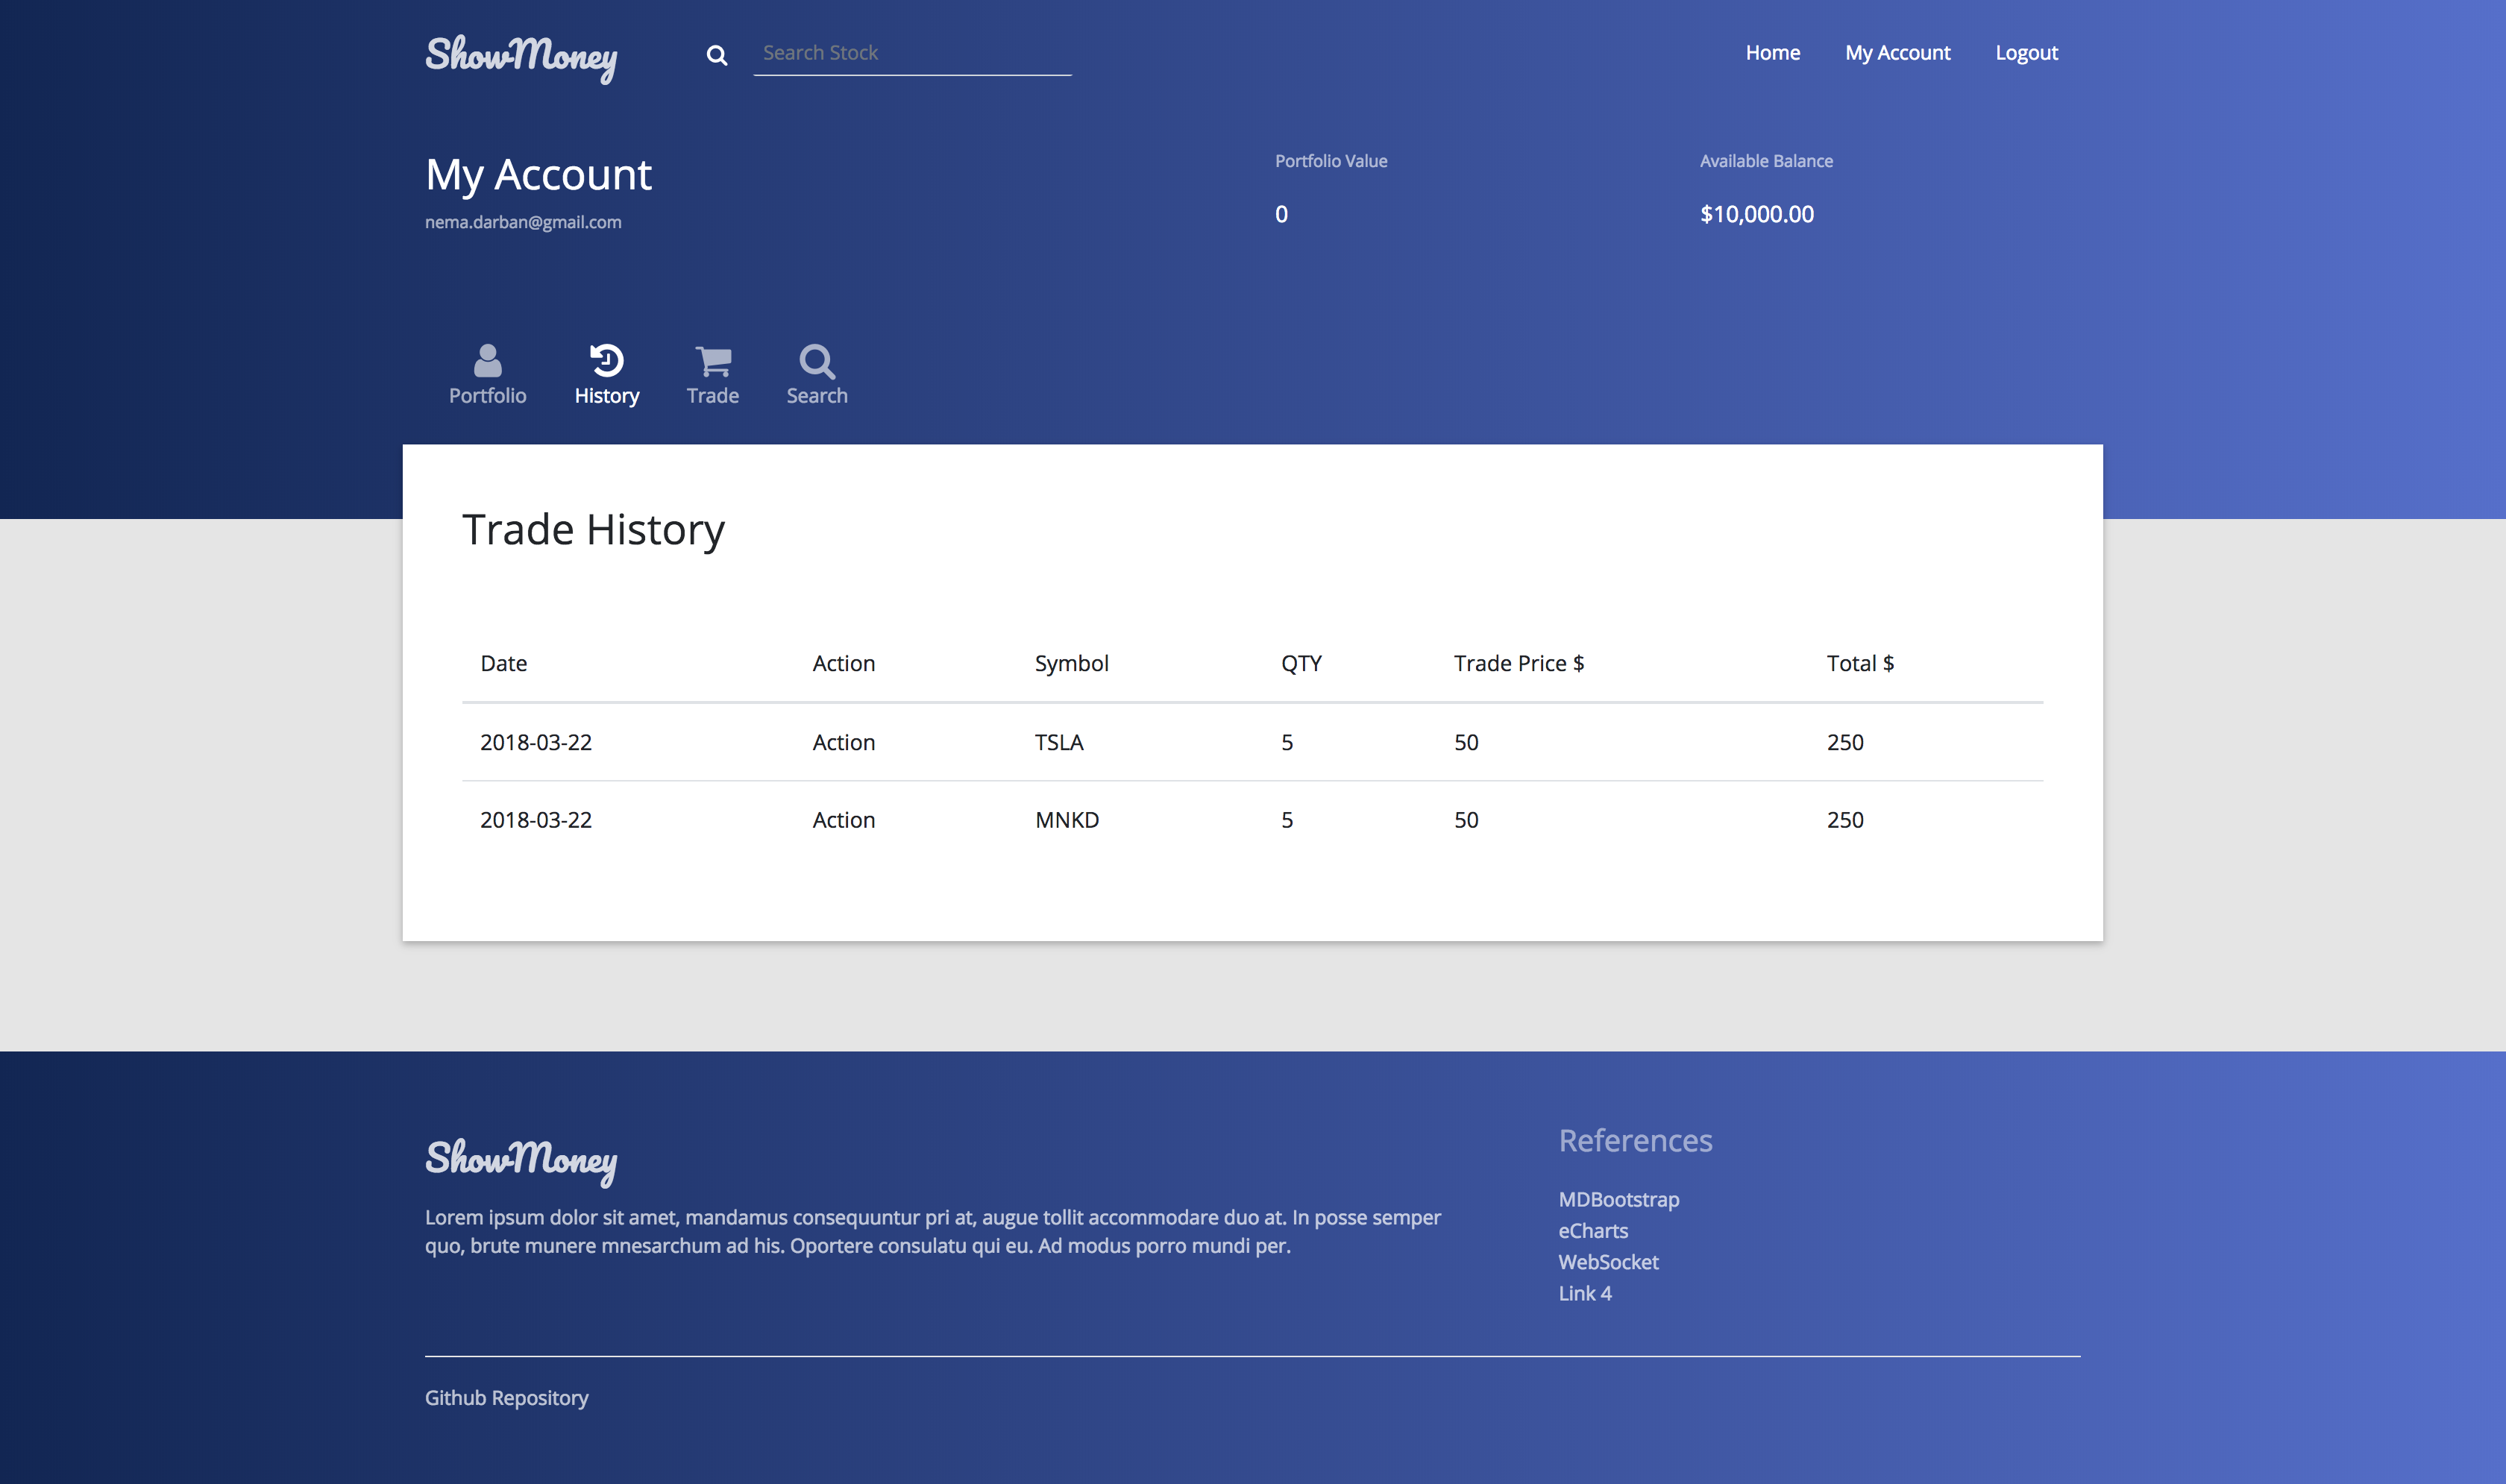 ShowMoney Search Stock Home My Account Logout
My Account Portfolio Value Available Balance
nema.darban@gmail.com 0 $10,000.00
Portfolio History Trade Search
Trade History
Date Action Symbol QTY Trade Price $ Total $
2018-03-22 Action TSLA 5 50 250
2018-03-22 Action MNKD 5 50 250
ShowMoney
Lorem ipsum dolor sit amet, mandamus consequuntur pri at, augue tollit accommodare duo at. In posse semper
quo, brute munere mnesarchum ad his. Oportere consulatu qui eu. Ad modus porro mundi per.
References
MDBootstrap
eCharts
WebSocket
Link 4
Github Repository